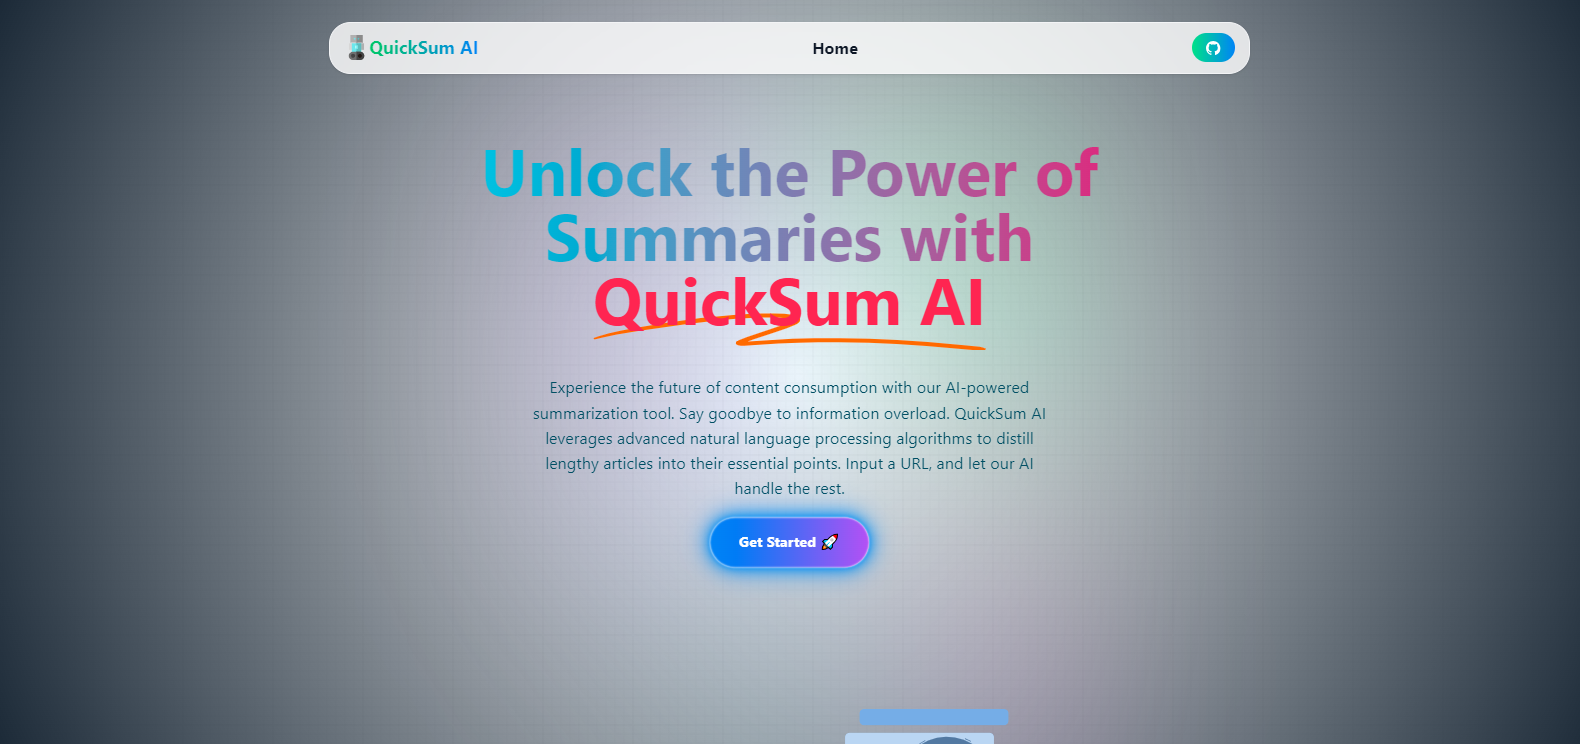 QuickSum AI
Home
Unlock the Power of
Summaries with
QuickSum AI
Experience the future of content consumption with our AI-powered
summarization tool. Say goodbye to information overload. QuickSum AI
leverages advanced natural language processing algorithms to distill
lengthy articles into their essential points. Input a URL, and let our AI
handle the rest.
Get Started 🚀